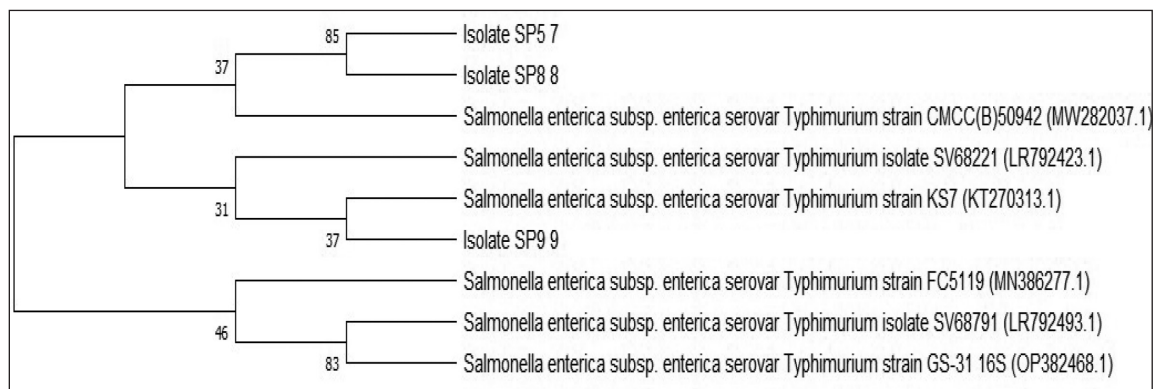 85
Isolate SP5 7
37
Isolate SP8 8
Salmonella enterica subsp. enterica serovar Typhimurium strain CMCC(B)50942 (MW282037.1)
Salmonella enterica subsp. enterica serovar Typhimurium isolate SV68221 (LR792423.1)
31
Salmonella enterica subsp. enterica serovar Typhimurium strain KS7 (KT270313.1)
37
Isolate SP9 9
Salmonella enterica subsp. enterica serovar Typhimurium strain FC5119 (MN386277.1)
46
Salmonella enterica subsp. enterica serovar Typhimurium isolate SV68791 (LR792493.1)
83
Salmonella enterica subsp. enterica serovar Typhimurium strain GS-31 16S (OP382468.1)